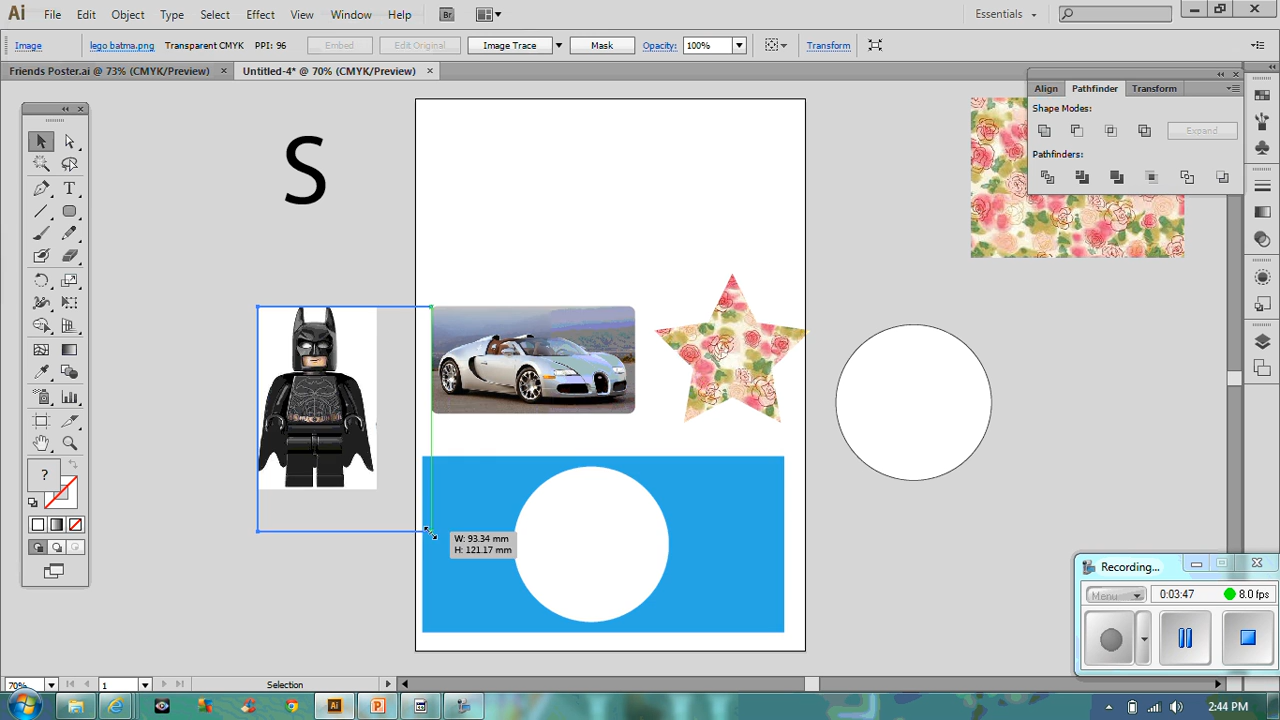 Ai File Edit Object Type Select Effect View Window Help Br Essentials
Image lego batma.png Transparent CMYK PPI: 96 Embed Edit Original Image Trace Mask Opacity: 100% Transform
Friends Poster.ai @ 73% (CMYK/Preview) × Untitled-4* @ 70% (CMYK/Preview) ×
Align Pathfinder Transform
Shape Modes:
Expand
Pathfinders:
S
T
?
W: 93.34 mm
H: 121.17 mm
Recording...
Menu 0:03:47 8.0 fps
70% 1 Selection
Ai P 2:44 PM